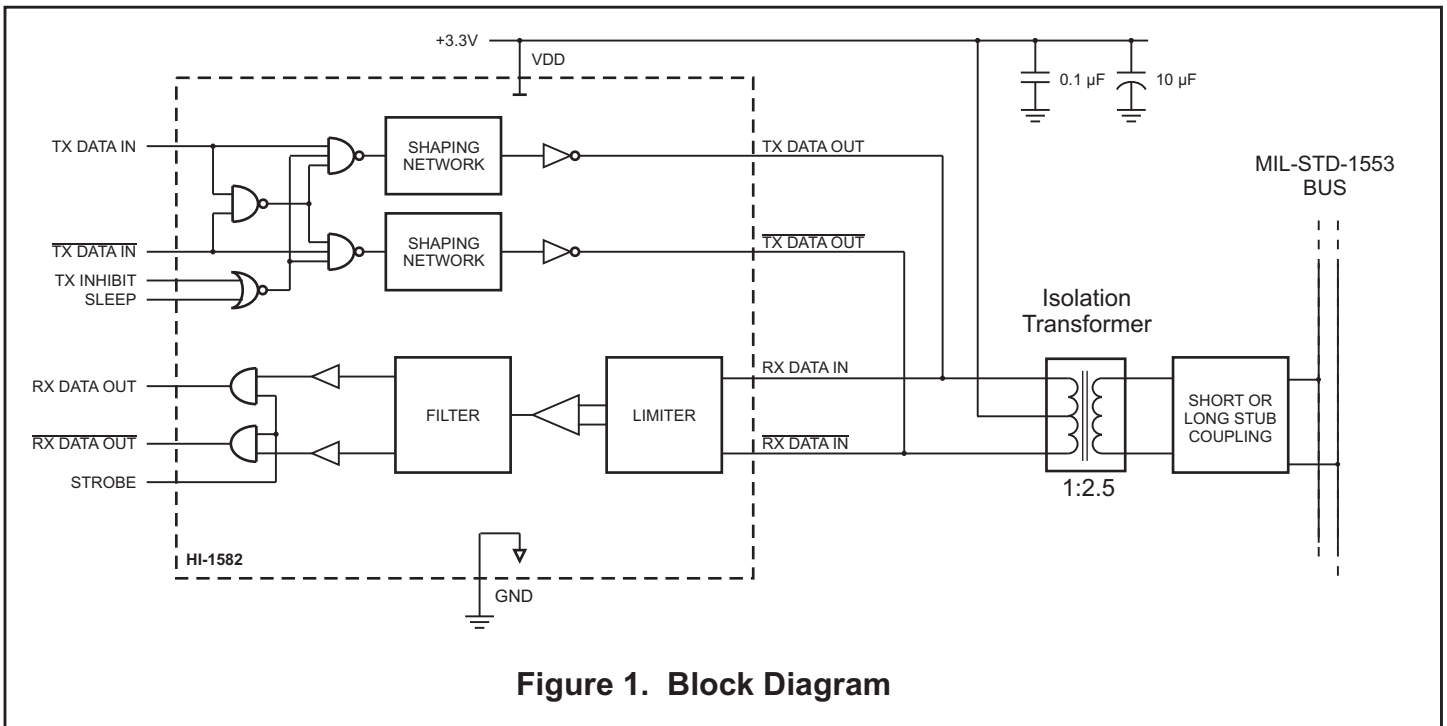 +3.3V
VDD
0.1 µF
10 µF
TX DATA IN
SHAPING
NETWORK
TX DATA OUT
MIL-STD-1553
BUS
TX DATA IN
SHAPING
NETWORK
TX DATA OUT
TX INHIBIT
SLEEP
Isolation
Transformer
RX DATA IN
RX DATA OUT
FILTER
LIMITER
SHORT OR
LONG STUB
COUPLING
RX DATA OUT
RX DATA IN
STROBE
1:2.5
HI-1582
GND
Figure 1. Block Diagram